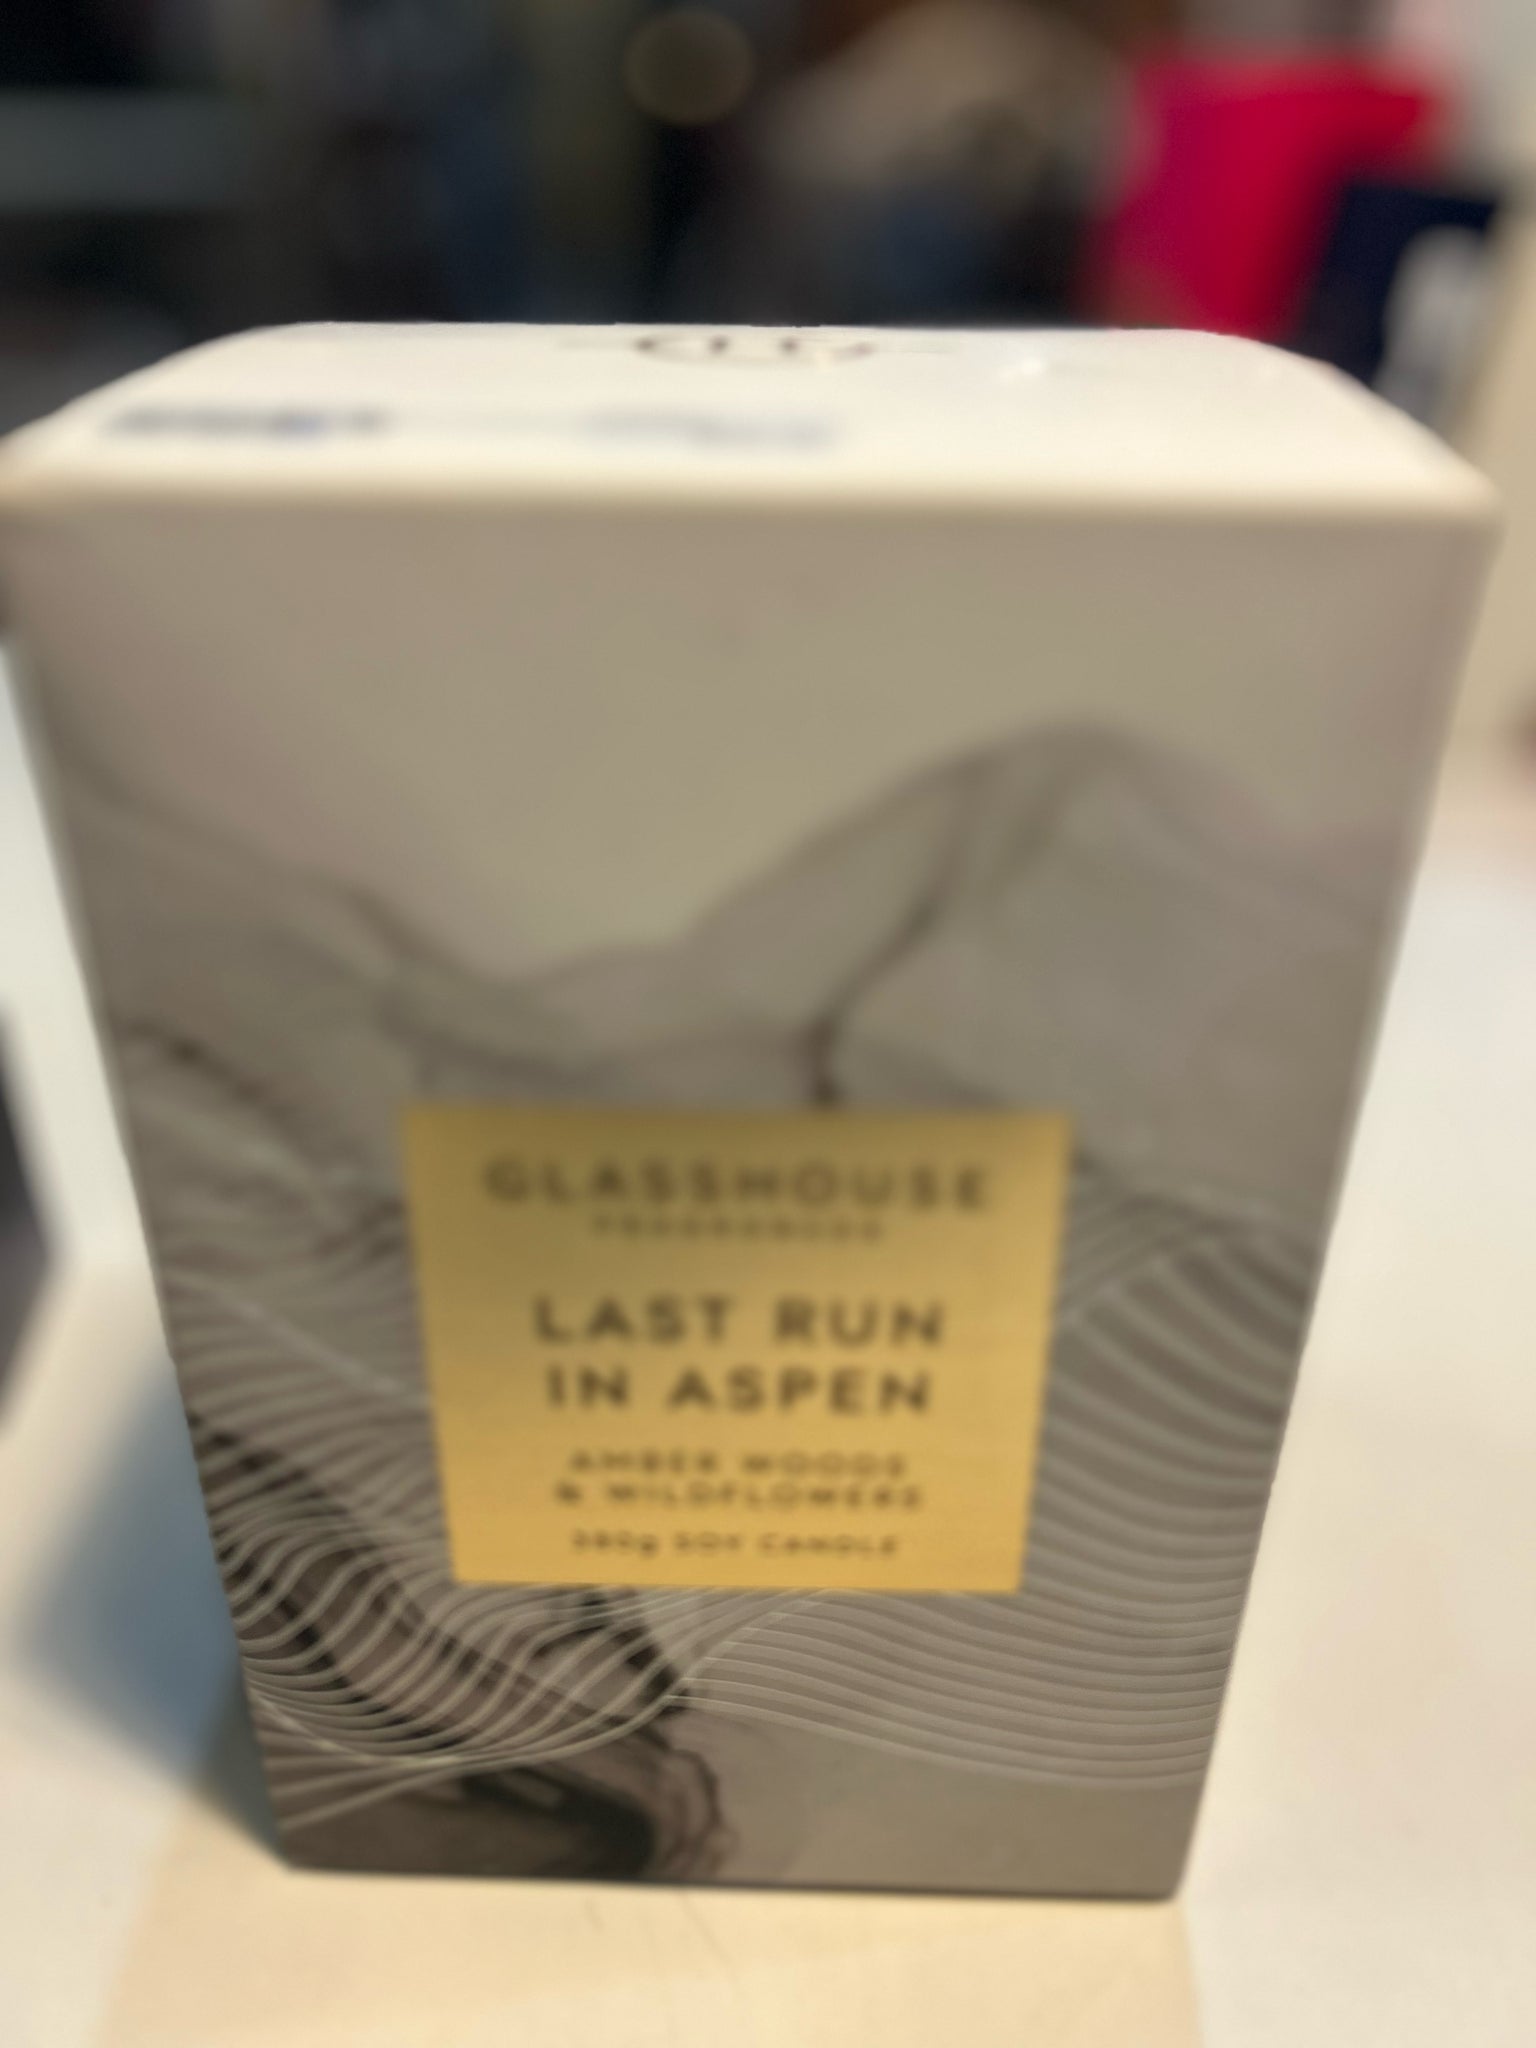 GLASSHOUSE
FRAGRANCES
LAST RUN
IN ASPEN
AMBER WOODS
& WILDFLOWERS
380g SOY CANDLE